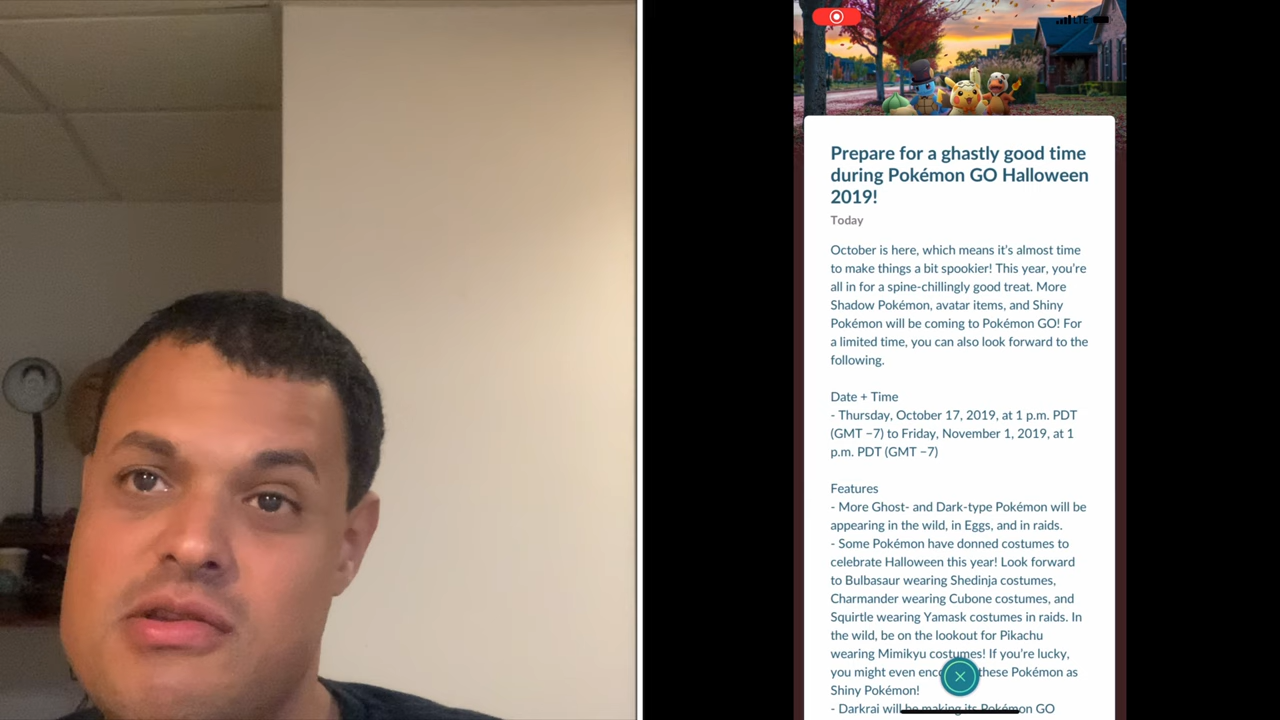 LTE
Prepare for a ghastly good time
during Pokémon GO Halloween
2019!
Today
October is here, which means it's almost time
to make things a bit spookier! This year, you're
all in for a spine-chillingly good treat. More
Shadow Pokémon, avatar items, and Shiny
Pokémon will be coming to Pokémon GO! For
a limited time, you can also look forward to the
following.
Date + Time
- Thursday, October 17, 2019, at 1 p.m. PDT
(GMT −7) to Friday, November 1, 2019, at 1
p.m. PDT (GMT −7)
Features
- More Ghost- and Dark-type Pokémon will be
appearing in the wild, in Eggs, and in raids.
- Some Pokémon have donned costumes to
celebrate Halloween this year! Look forward
to Bulbasaur wearing Shedinja costumes,
Charmander wearing Cubone costumes, and
Squirtle wearing Yamask costumes in raids. In
the wild, be on the lookout for Pikachu
wearing Mimikyu costumes! If you're lucky,
you might even these Pokémon as
Shiny Pokémon!
- Darkrai will be making its Pokémon GO